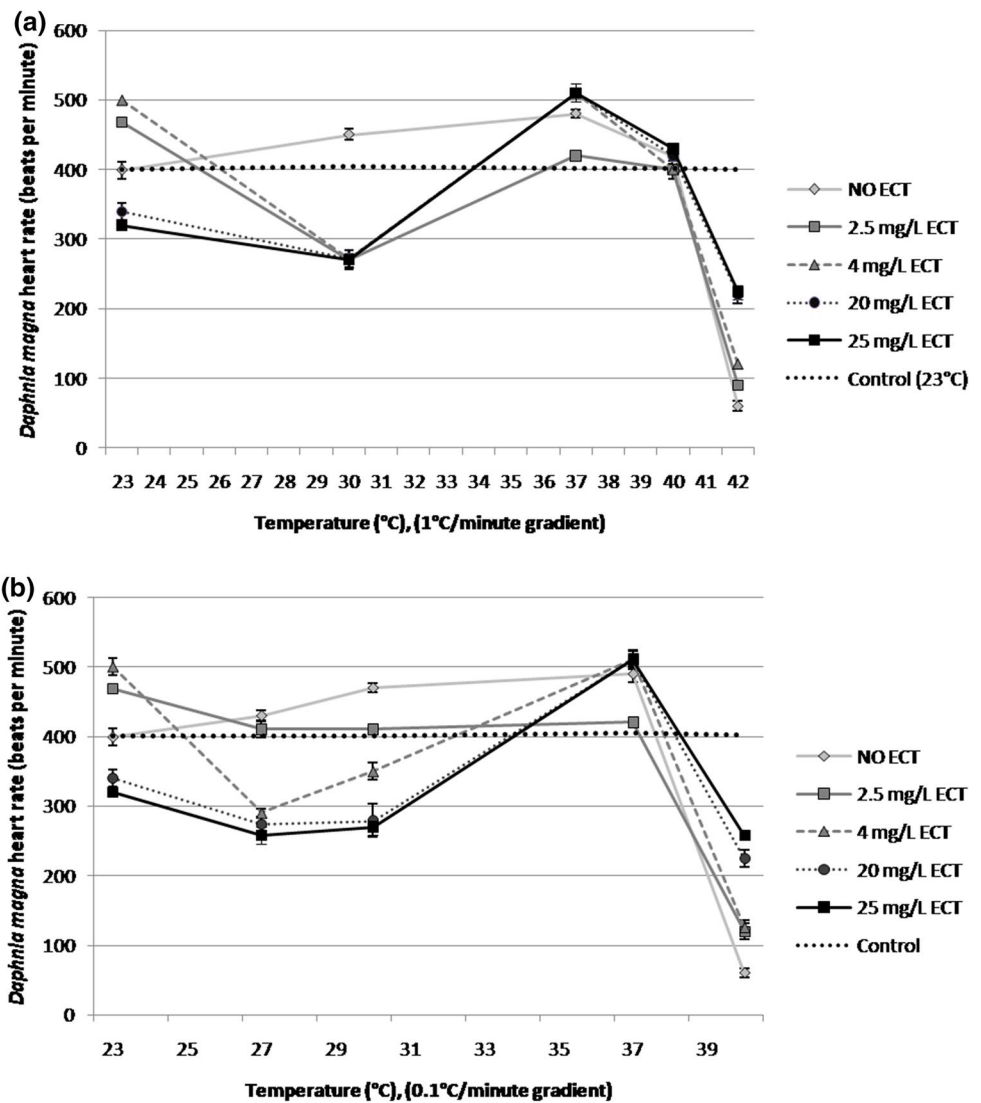 (a)
Daphnia magna heart rate (beats per minute)
600
500
400
300
200
100
0
23 24 25 26 27 28 29 30 31 32 33 34 35 36 37 38 39 40 41 42
Temperature (°C), (1°C/minute gradient)
NO ECT
2.5 mg/L ECT
4 mg/L ECT
20 mg/L ECT
25 mg/L ECT
Control (23°C)
(b)
Daphnia magna heart rate (beats per minute)
600
500
400
300
200
100
0
23 25 27 29 31 33 35 37 39
Temperature (°C), (0.1°C/minute gradient)
NO ECT
2.5 mg/L ECT
4 mg/L ECT
20 mg/L ECT
25 mg/L ECT
Control